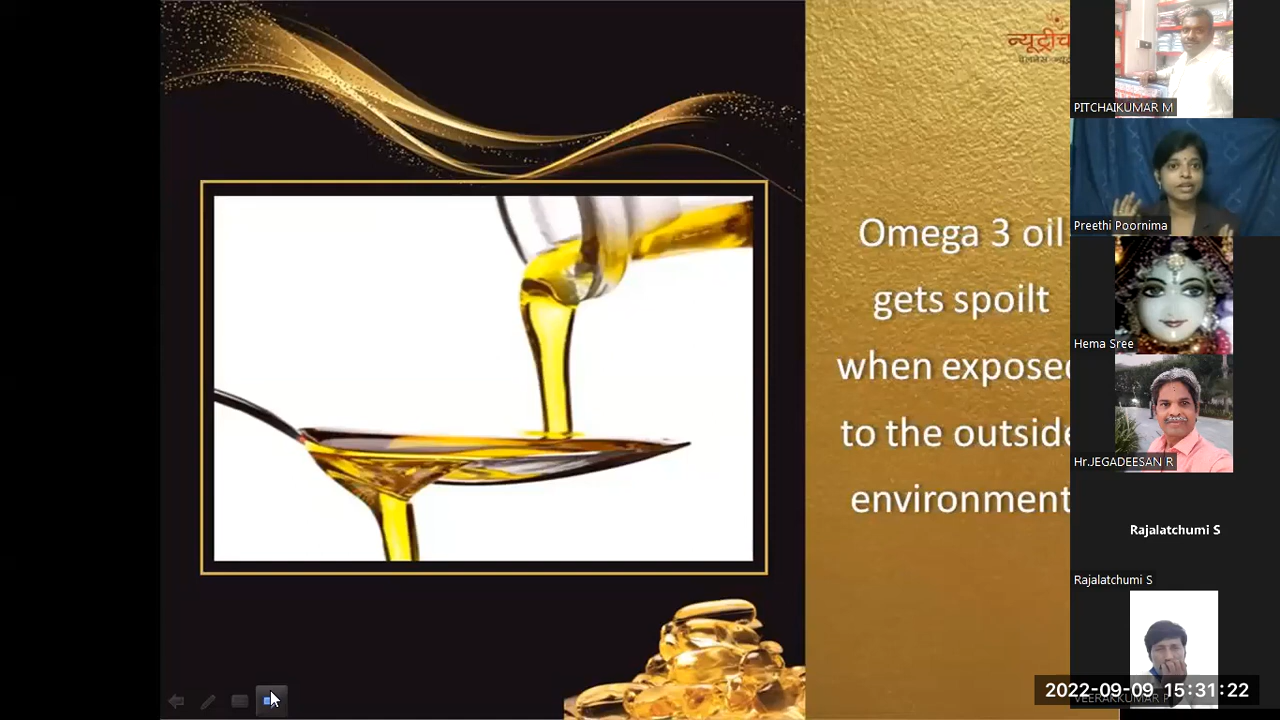 Omega 3 oil
gets spoilt
when exposed
to the outside
environment
PITCHAIKUMAR M
Preethi Poornima
Hema Sree
Hr.JEGADEESAN R
Rajalatchumi S
Rajalatchumi S
2022-09-09 15:31:22